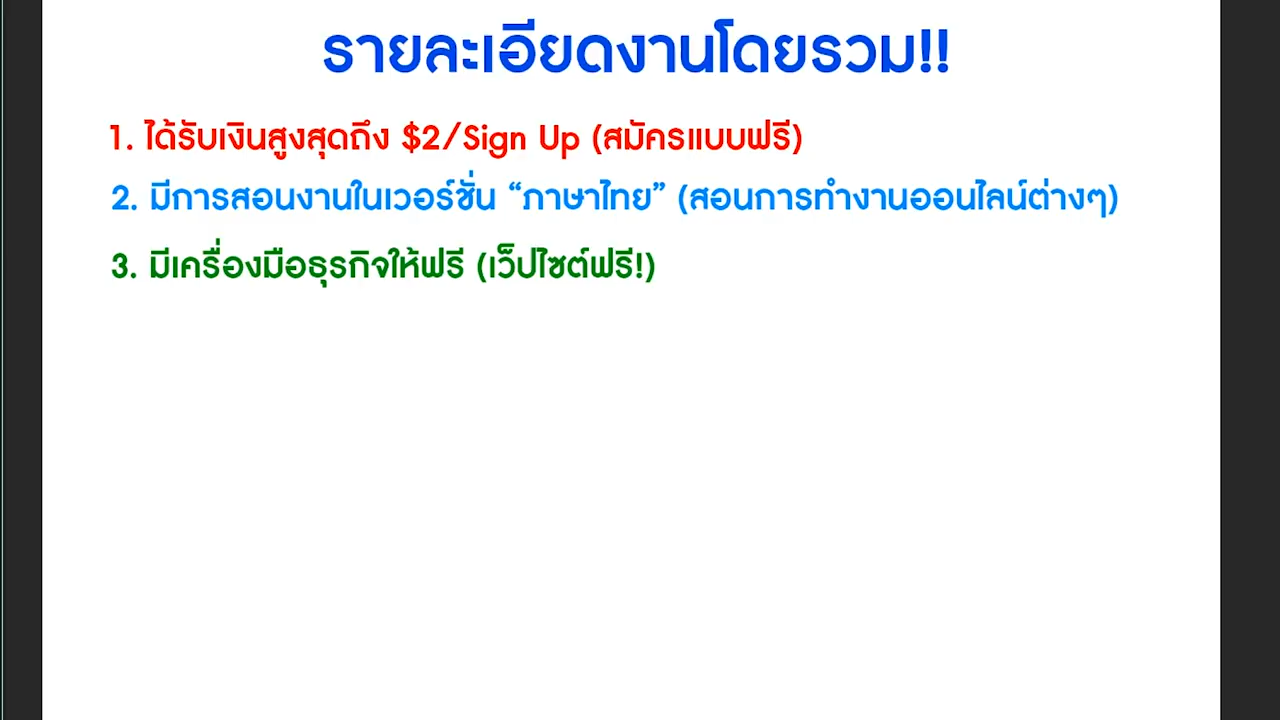 รายละเอียดงานโดยรวม!!
1. ได้รับเงินสูงสุดถึง $2/Sign Up (สมัครแบบฟรี)
2. มีการสอนงานในเวอร์ชั่น “ภาษาไทย” (สอนการทำงานออนไลน์ต่างๆ)
3. มีเครื่องมือธุรกิจให้ฟรี (เว็ปไซต์ฟรี!)